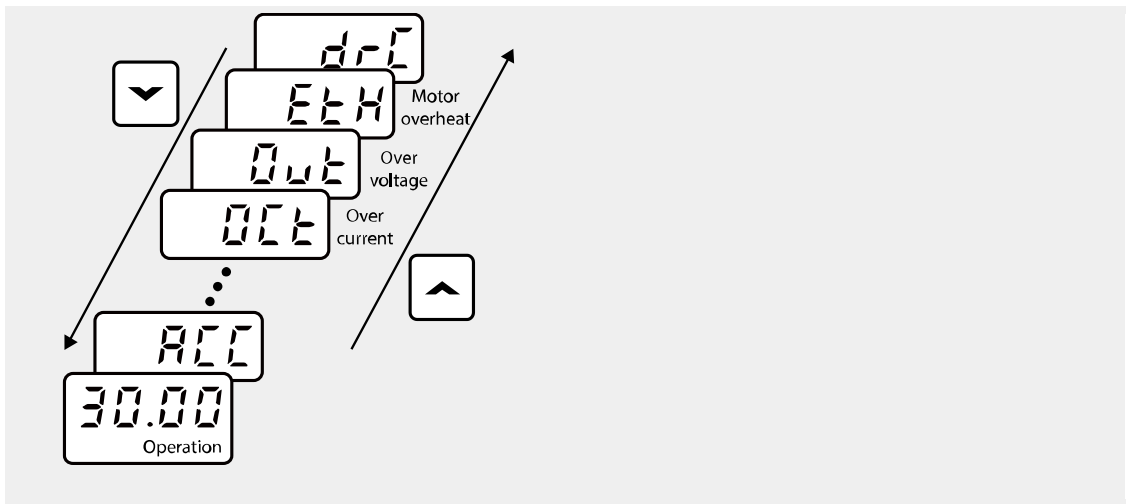 drC
EtH
Motor
overheat
Out
Over
voltage
OCt
Over
current
ACC
30.00
Operation